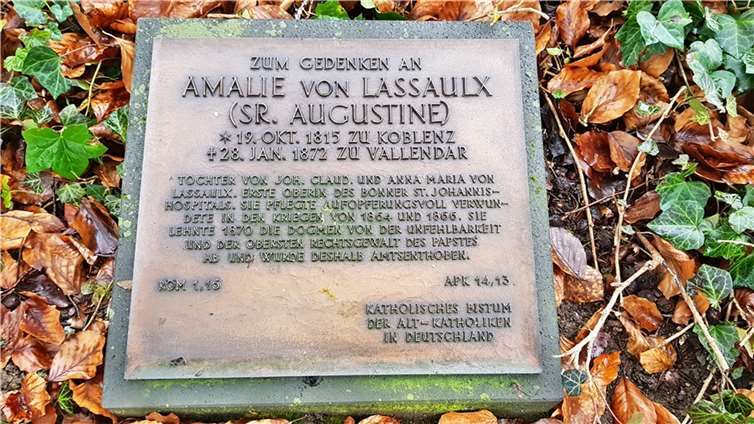 ZUM GEDENKEN AN
AMALIE VON LASSAULX
(SR. AUGUSTINE)
* 19. OKT. 1815 ZU KOBLENZ
✝ 28. JAN. 1872 ZU VALLENDAR
TOCHTER VON JOH. CLAUD. UND ANNA MARIA VON
LASSAULX. ERSTE OBERIN DES BONNER ST. JOHANNIS-
HOSPITALS. SIE PFLEGTE AUFOPFERUNGSVOLL VERWUN-
DETE IN DEN KRIEGEN VON 1864 UND 1866. SIE
LEHNTE 1870 DIE DOGMEN VON DER UNFEHLBARKEIT
UND DER OBERSTEN RECHTSGEWALT DES PAPSTES
AB UND WURDE DESHALB AMTSENTHOBEN.
RÖM 1,16 APK 14,13
KATHOLISCHES BISTUM
DER ALT-KATHOLIKEN
IN DEUTSCHLAND